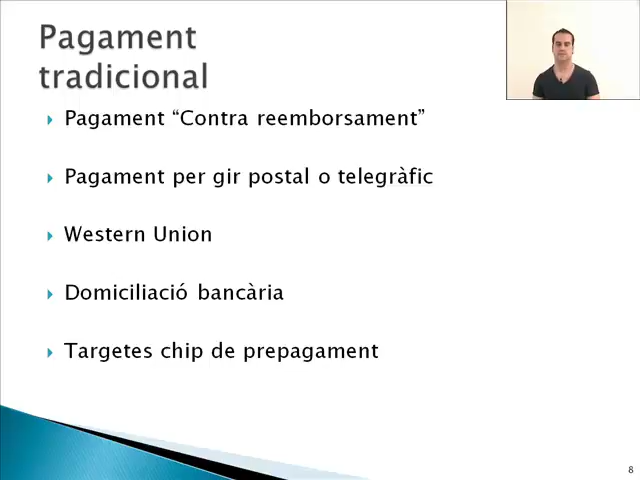 Pagament
tradicional
Pagament “Contra reemborsament”
Pagament per gir postal o telegràfic
Western Union
Domiciliació bancària
Targetes chip de prepagament
8